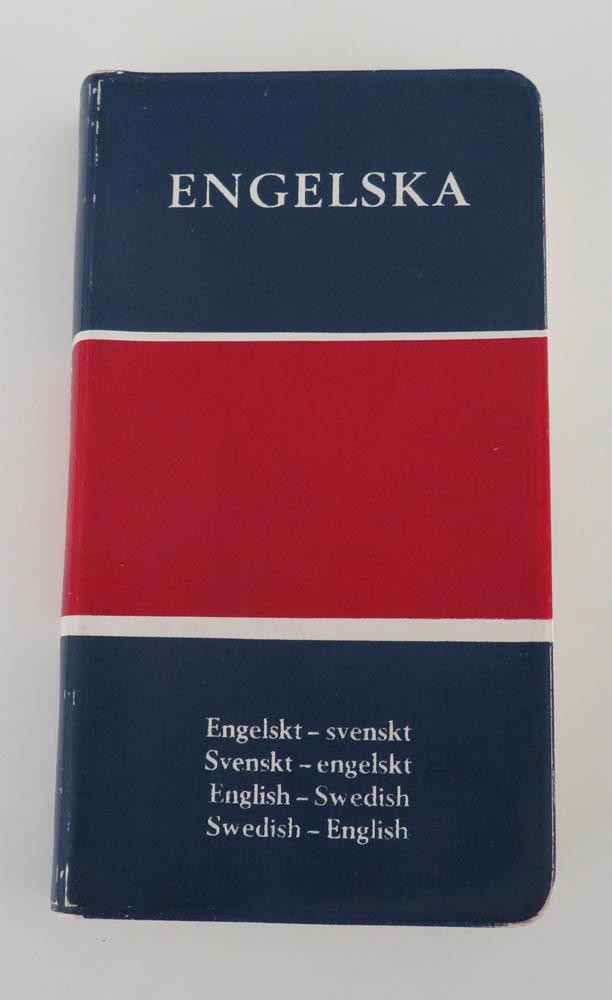 ENGELSKA
Engelskt – svenskt
Svenskt – engelskt
English – Swedish
Swedish – English